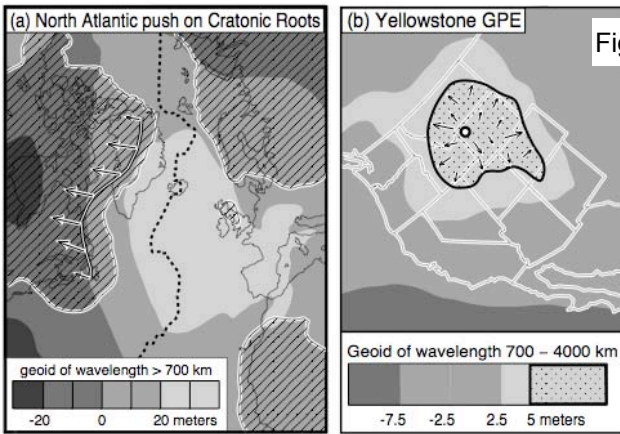 (a) North Atlantic push on Cratonic Roots
geoid of wavelength > 700 km
-20 0 20 meters
(b) Yellowstone GPE
Fig
Geoid of wavelength 700 – 4000 km
-7.5 -2.5 2.5 5 meters